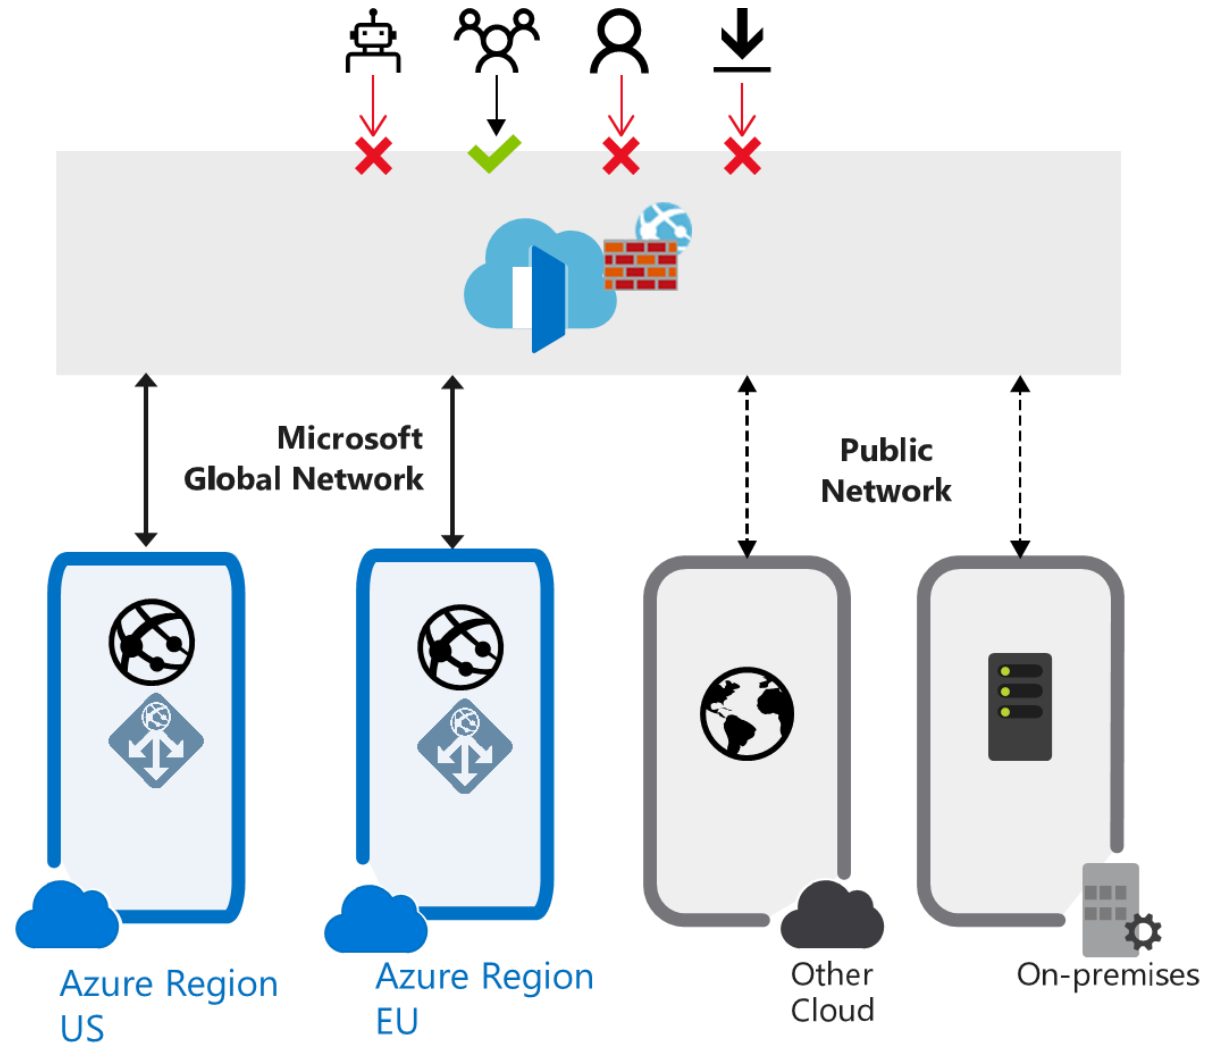 Microsoft
Global Network
Public
Network
Azure Region
US
Azure Region
EU
Other
Cloud
On-premises